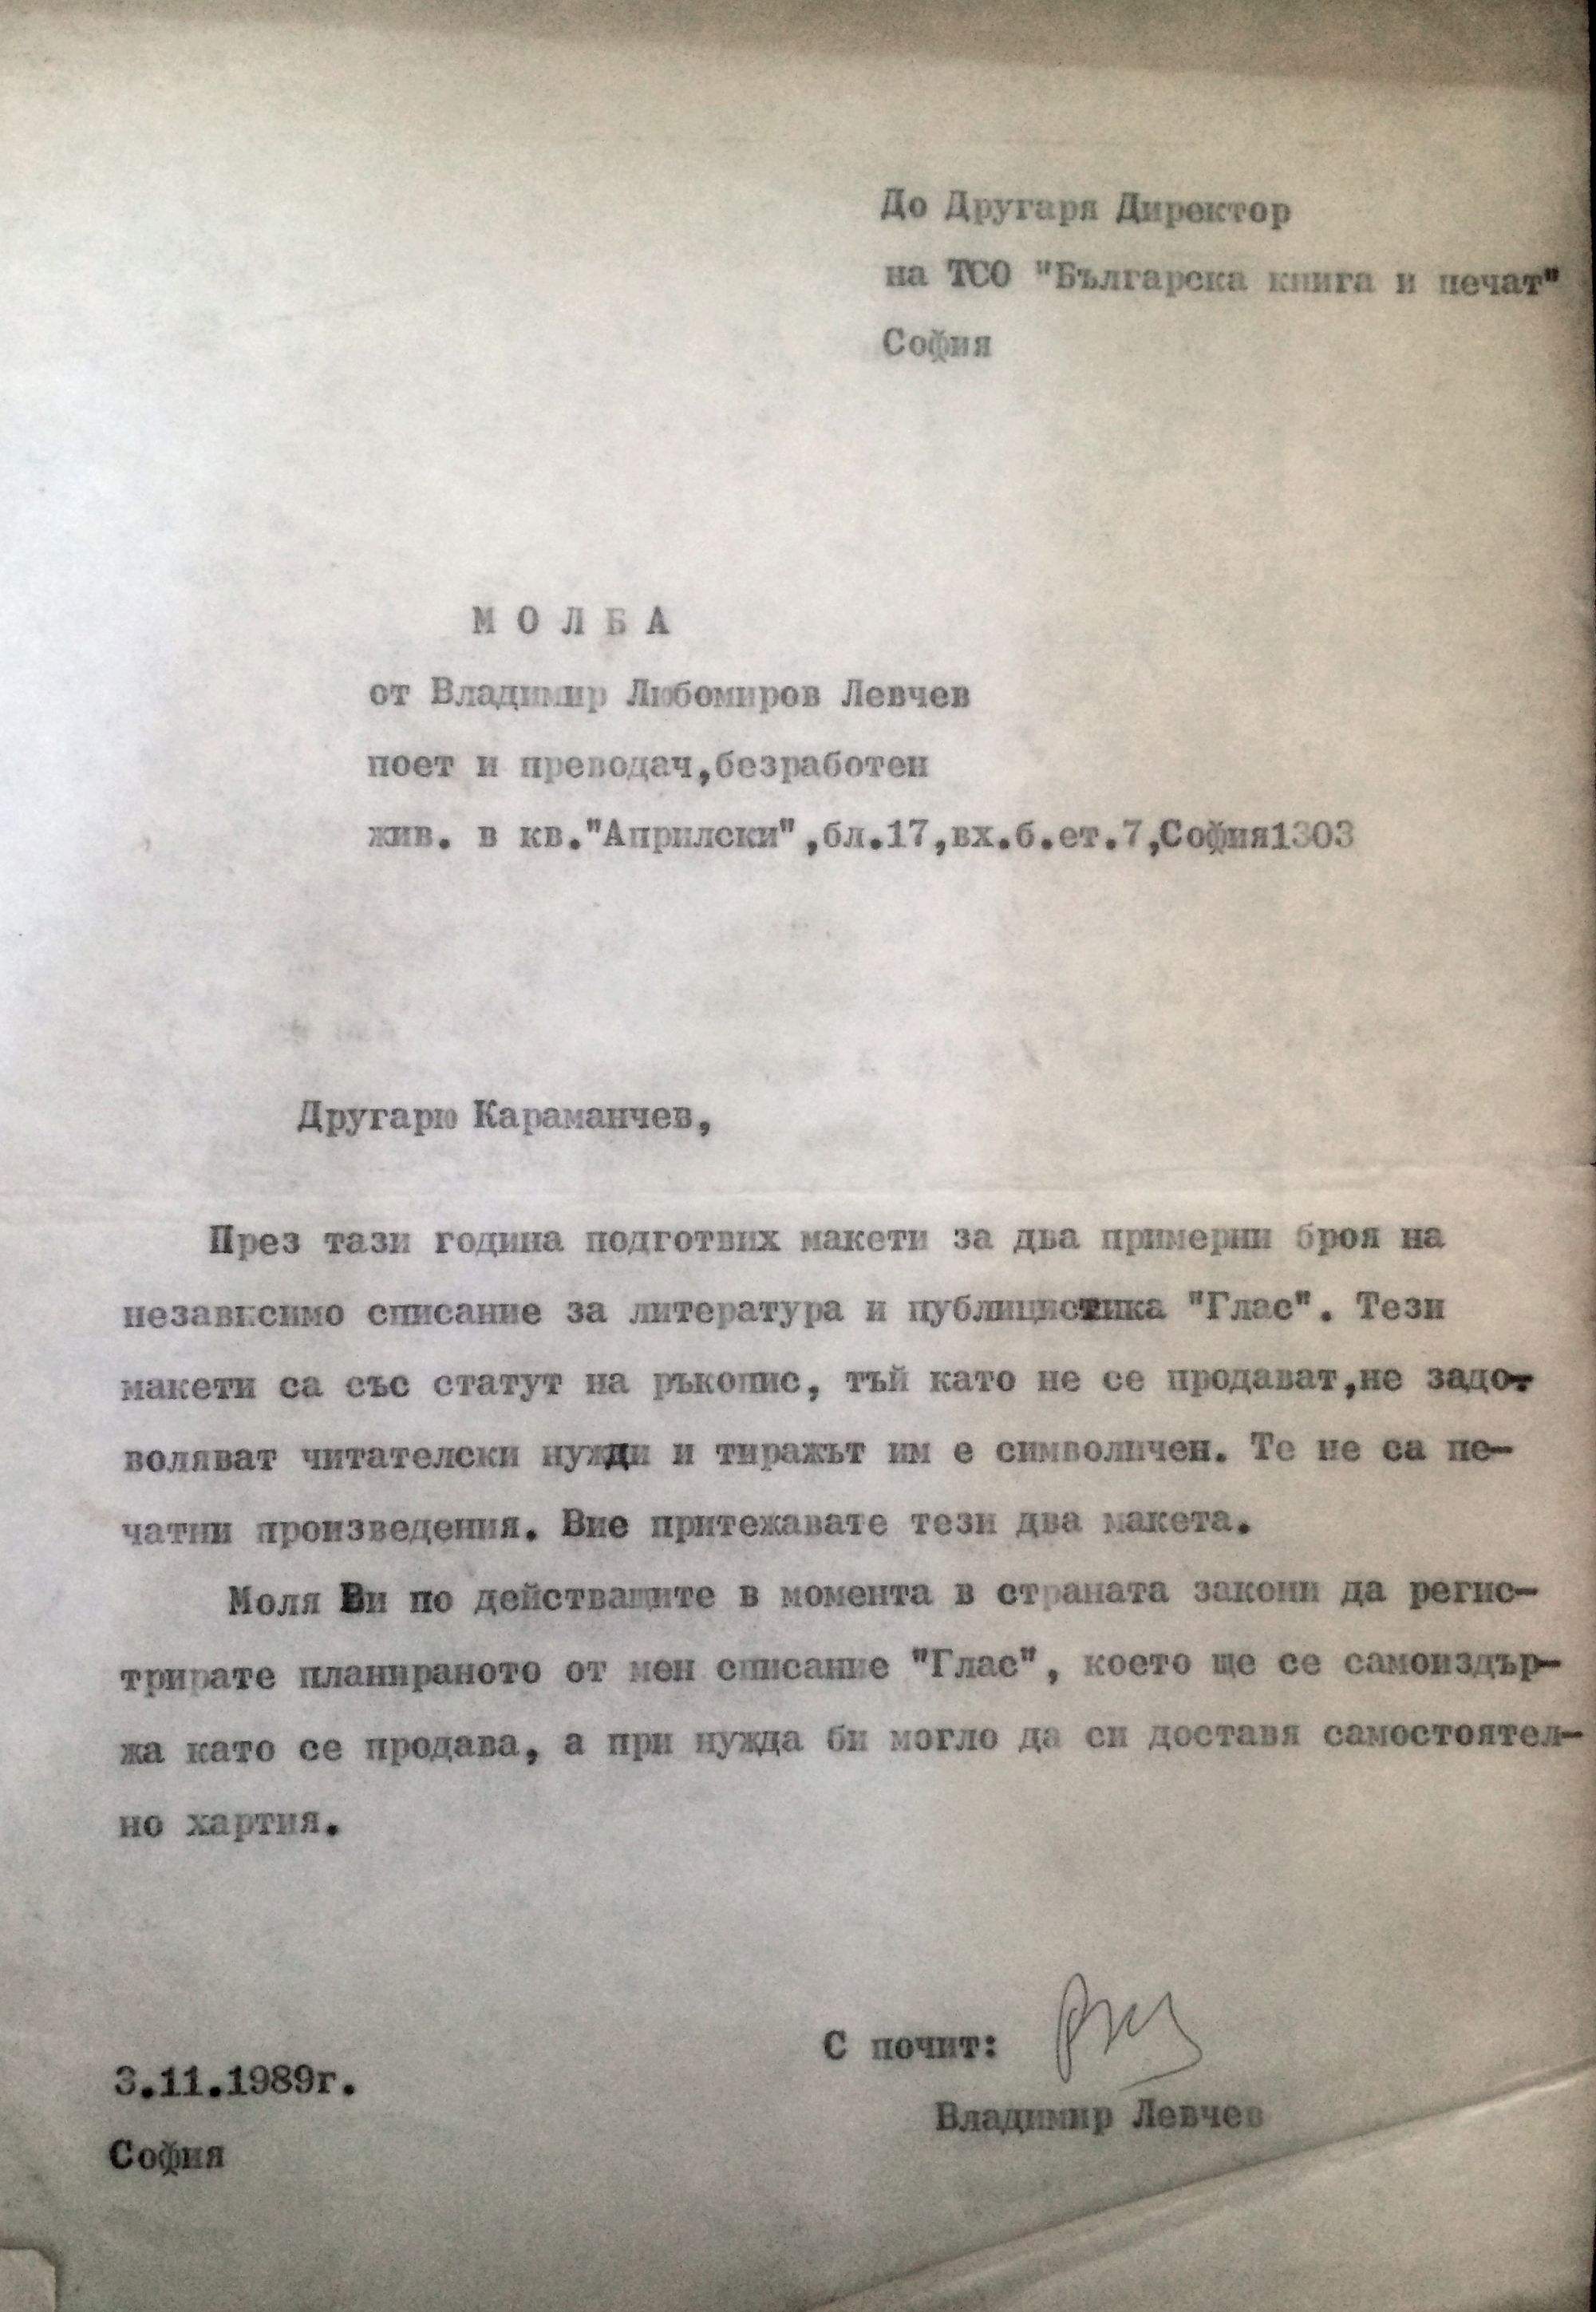 До Другаря Директор
на ТСО "Българска книга и печат"
София
М О Л Б А
от Владимир Любомиров Левчев
поет и преводач,безработен
жив. в кв."Априлски",бл.17,вх.б.ет.7,София1303
Другарю Караманчев,
През тази година подготвих макети за два примерни броя на
независимо списание за литература и публицистика "Глас". Тези
макети са със статут на ръкопис, тъй като не се продават,не задо-
воляват читателски нужди и тиражът им е символичен. Те не са пе-
чатни произведения. Вие притежавате тези два макета.
Моля Ви по действащите в момента в страната закони да регис-
трирате планираното от мен списание "Глас", което ще се самоиздър-
жа като се продава, а при нужда би могло да си доставя самостоятел-
но хартия.
С почит:
3.11.1989г.
Владимир Левчев
София